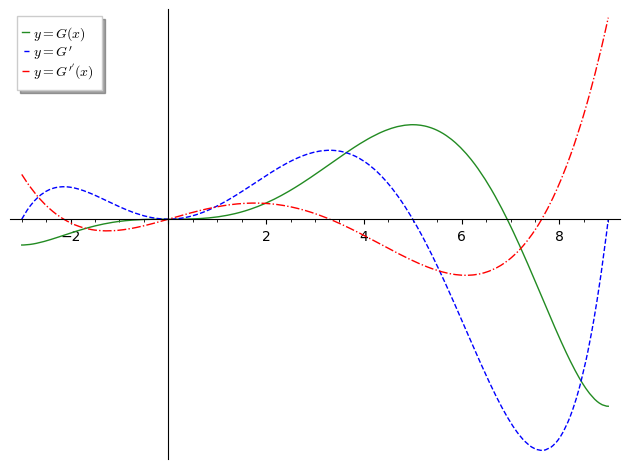 y = G(x)
y = G'
y = G''(x)
−2
2
4
6
8